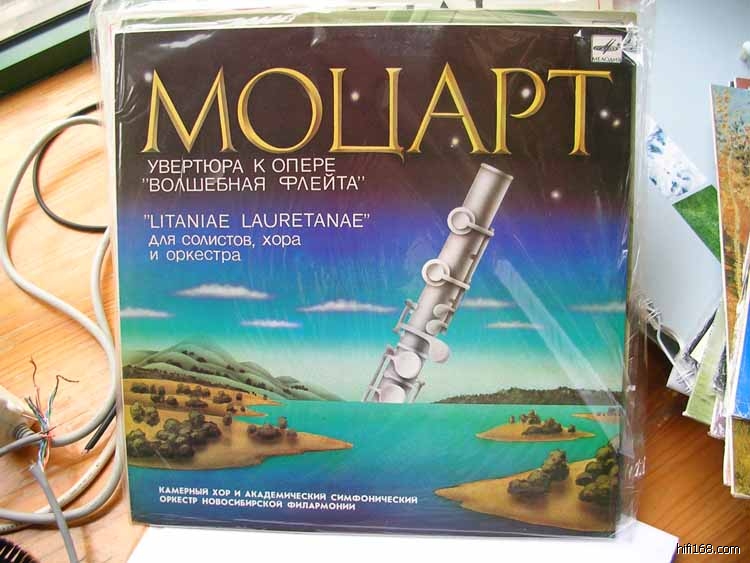 МЕЛОДИЯ
МОЦАРТ
УВЕРТЮРА К ОПЕРЕ
"ВОЛШЕБНАЯ ФЛЕЙТА"
"LITANIAE LAURETANAE"
ДЛЯ СОЛИСТОВ, ХОРА
И ОРКЕСТРА
КАМЕРНЫЙ ХОР И АКАДЕМИЧЕСКИЙ СИМФОНИЧЕСКИЙ
ОРКЕСТР НОВОСИБИРСКОЙ ФИЛАРМОНИИ
hifi168.com